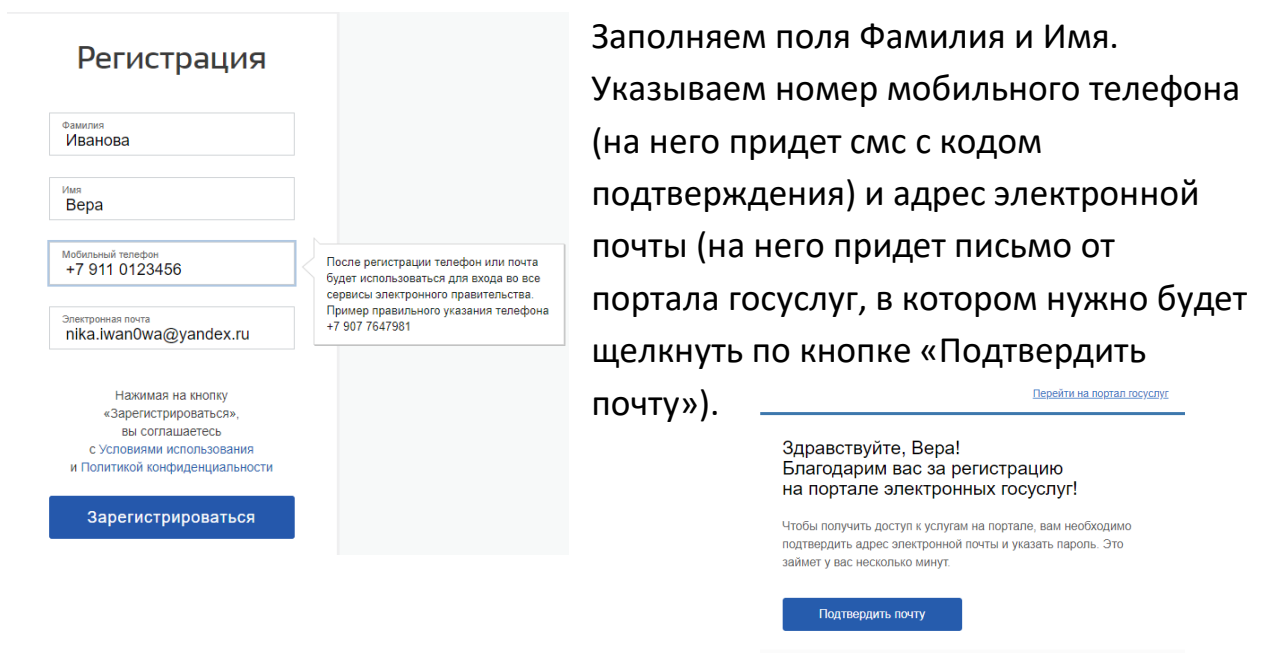 Регистрация
Фамилия
Иванова
Имя
Вера
Мобильный телефон
+7 911 0123456
Электронная почта
nika.iwan0wa@yandex.ru
После регистрации телефон или почта
будет использоваться для входа во все
сервисы электронного правительства.
Пример правильного указания телефона
+7 907 7647981
Нажимая на кнопку
«Зарегистрироваться»,
вы соглашаетесь
с Условиями использования
и Политикой конфиденциальности
Зарегистрироваться
Заполняем поля Фамилия и Имя.
Указываем номер мобильного телефона
(на него придет смс с кодом
подтверждения) и адрес электронной
почты (на него придет письмо от
портала госуслуг, в котором нужно будет
щелкнуть по кнопке «Подтвердить
почту»).
Перейти на портал госуслуг
Здравствуйте, Вера!
Благодарим вас за регистрацию
на портале электронных госуслуг!
Чтобы получить доступ к услугам на портале, вам необходимо
подтвердить адрес электронной почты и указать пароль. Это
займет у вас несколько минут.
Подтвердить почту